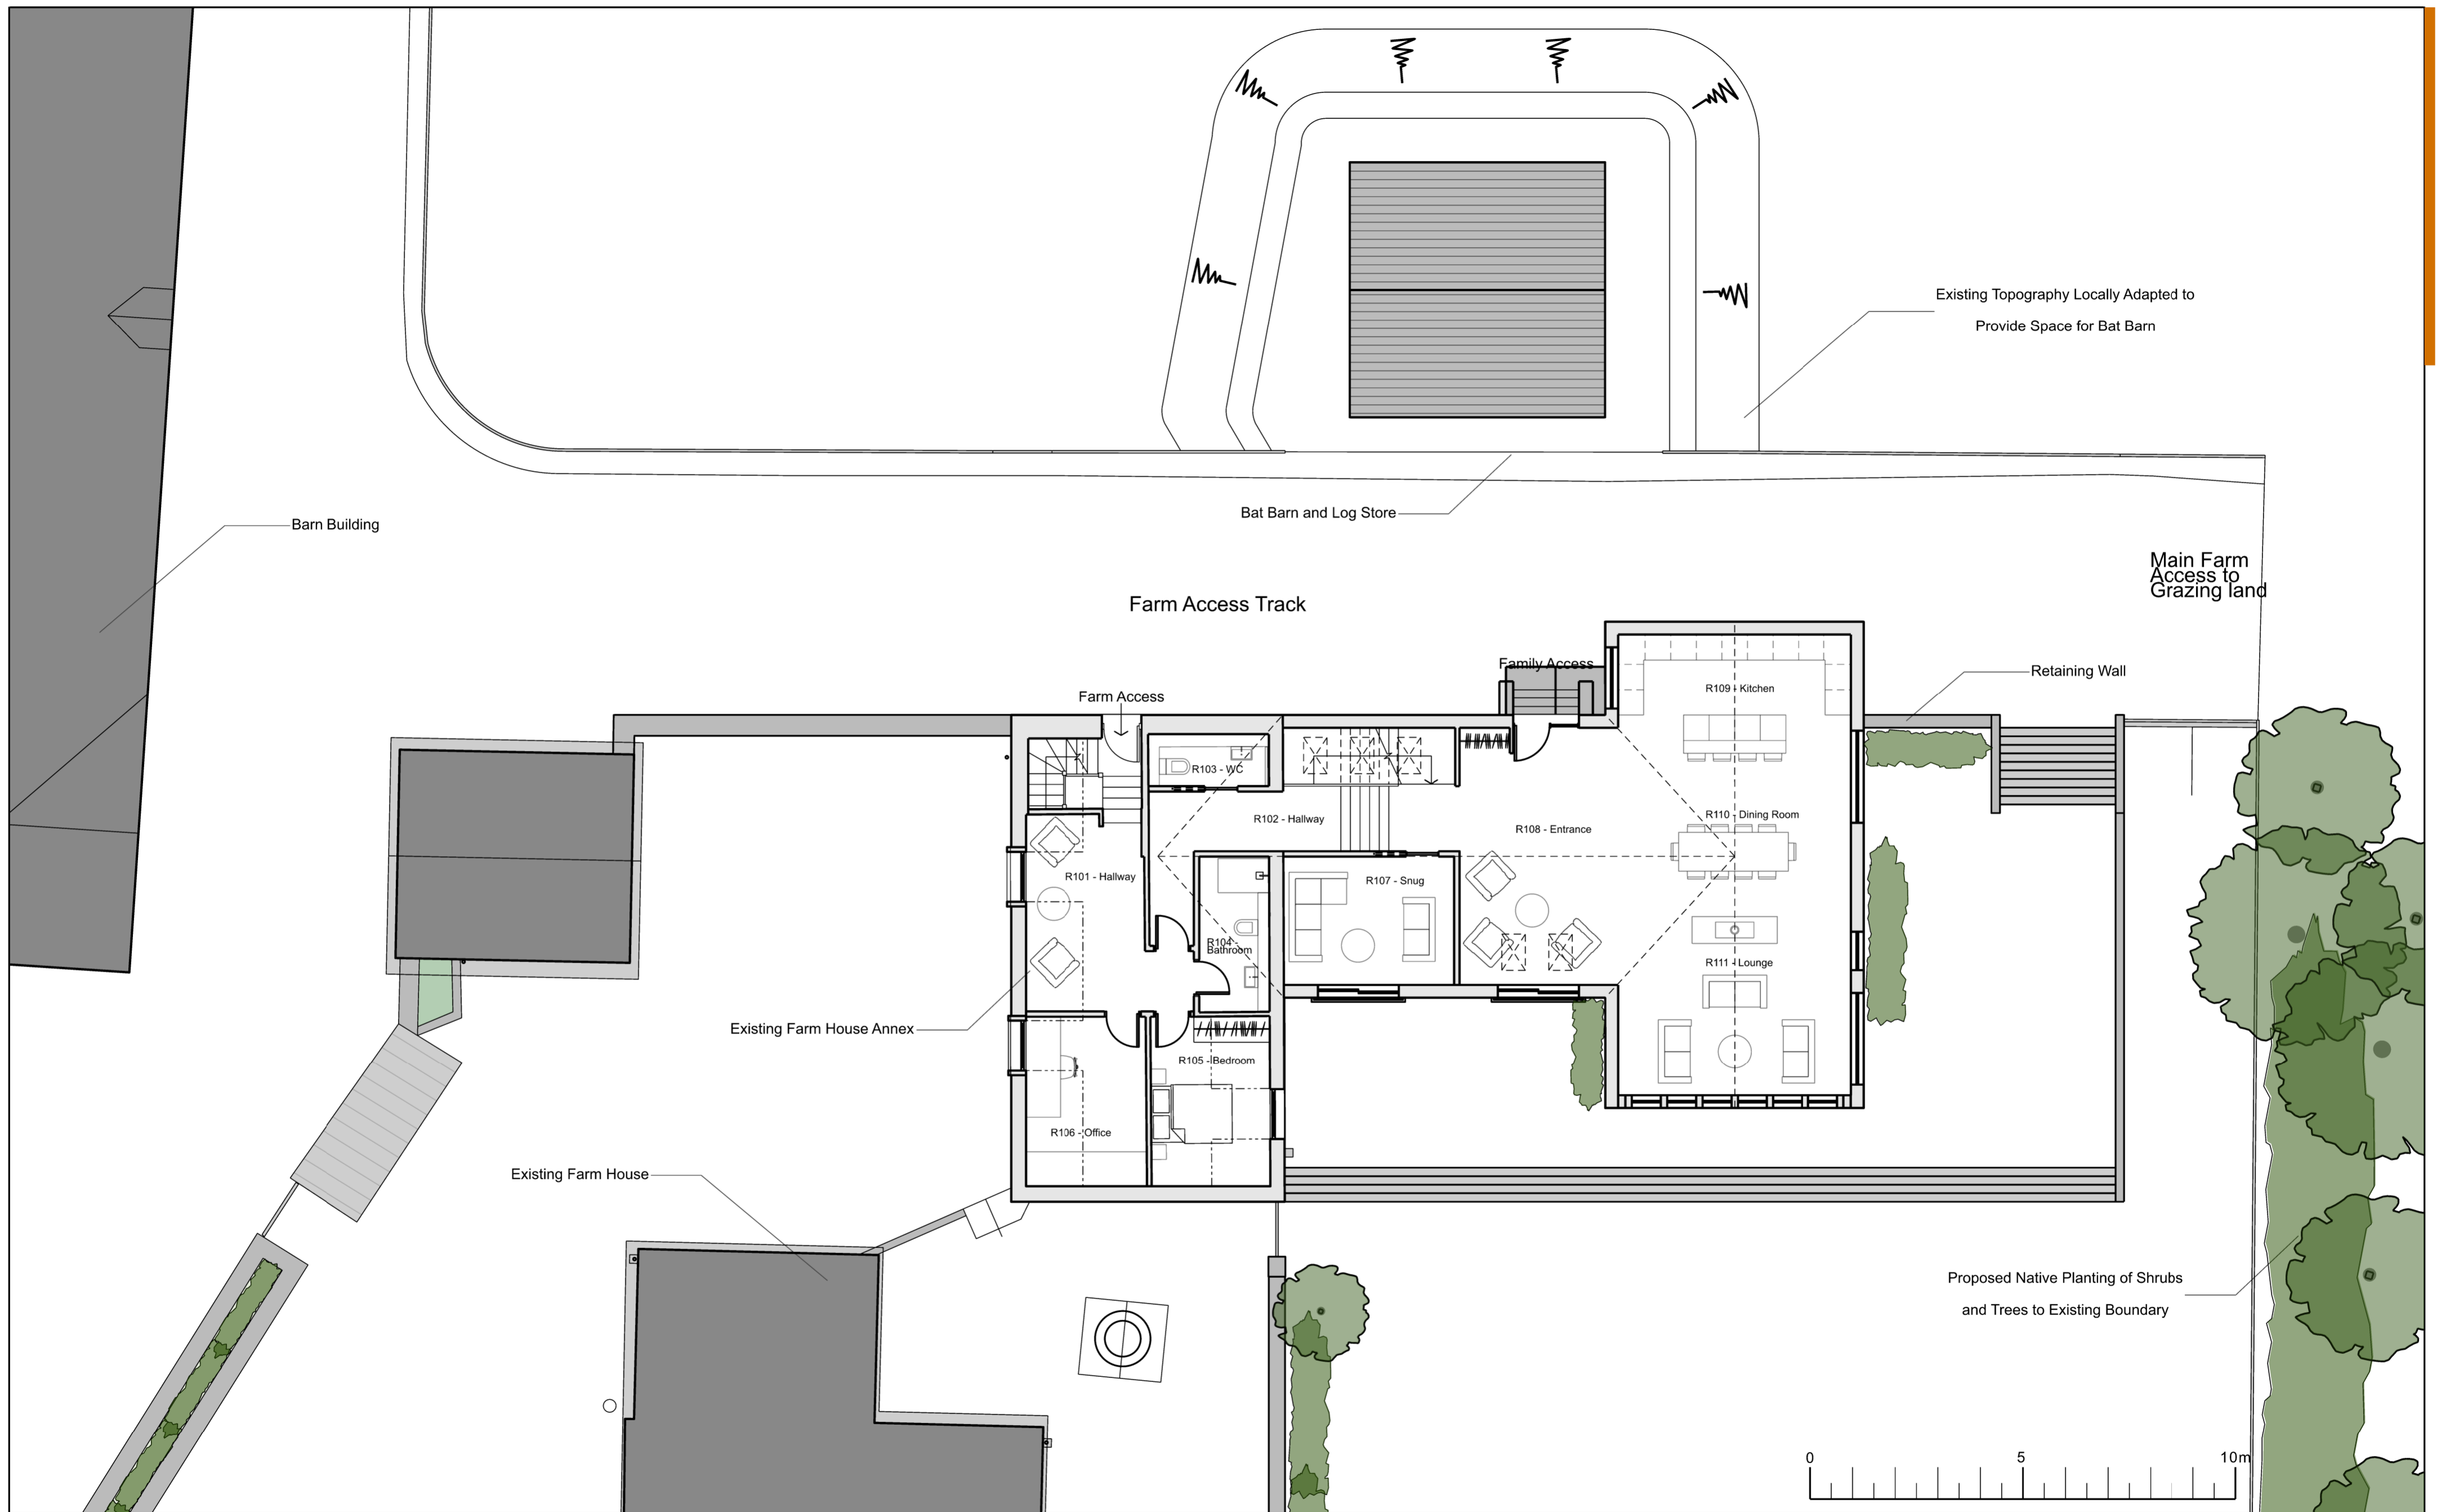 Existing Topography Locally Adapted to
Provide Space for Bat Barn
Barn Building
Bat Barn and Log Store
Main Farm
Access to
Grazing land
Farm Access Track
Family Access
Retaining Wall
Farm Access
R109 - Kitchen
R103 - WC
R102 - Hallway
R108 - Entrance
R110 - Dining Room
R101 - Hallway
R107 - Snug
R104 -
Bathroom
R111 - Lounge
Existing Farm House Annex
R105 - Bedroom
R106 - Office
Existing Farm House
Proposed Native Planting of Shrubs
and Trees to Existing Boundary
0 5 10m